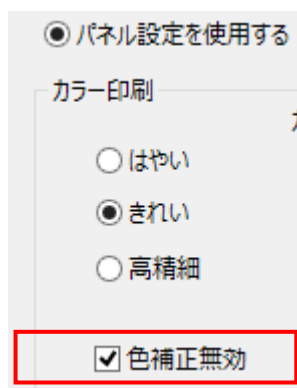 パネル設定を使用する
カラー印刷
はやい
きれい
高精細
色補正無効